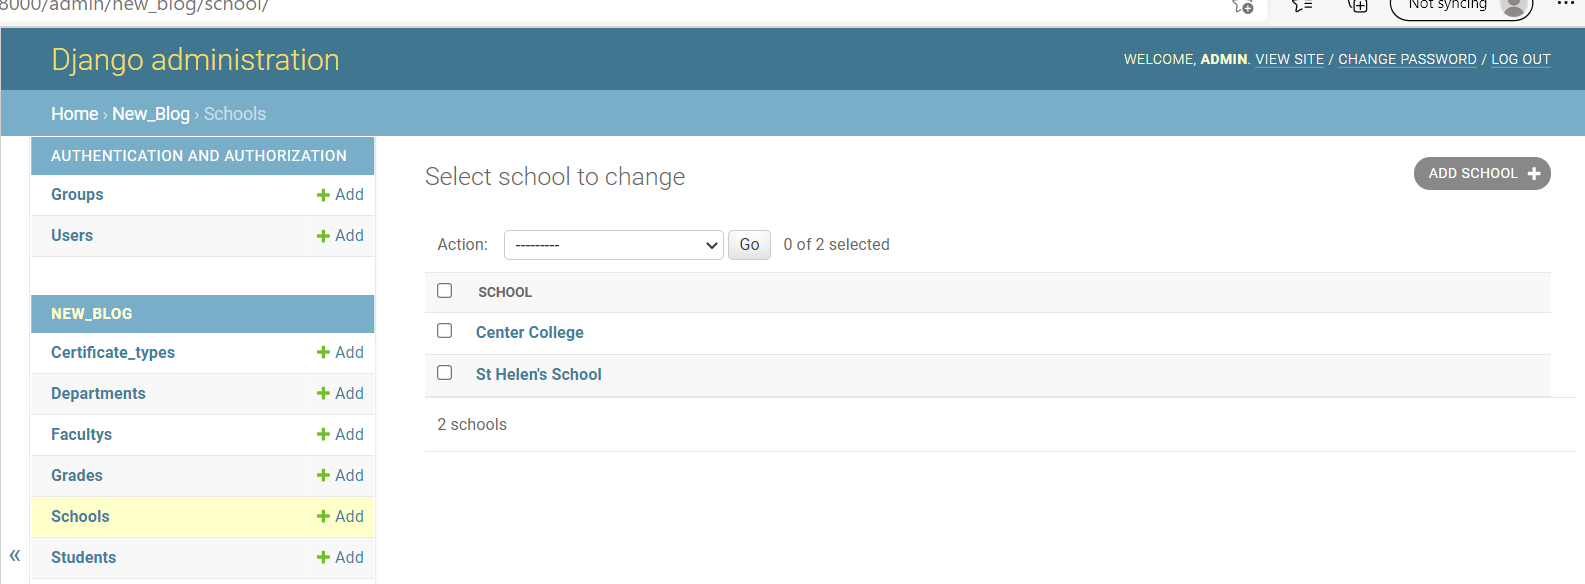 8000/admin/new_blog/school/
Not syncing
Django administration
WELCOME, ADMIN. VIEW SITE / CHANGE PASSWORD / LOG OUT
Home › New_Blog › Schools
AUTHENTICATION AND AUTHORIZATION
Groups Add
Users Add
NEW_BLOG
Certificate_types Add
Departments Add
Facultys Add
Grades Add
Schools Add
Students Add
«
Select school to change
ADD SCHOOL
Action: --------- Go 0 of 2 selected
SCHOOL
Center College
St Helen's School
2 schools